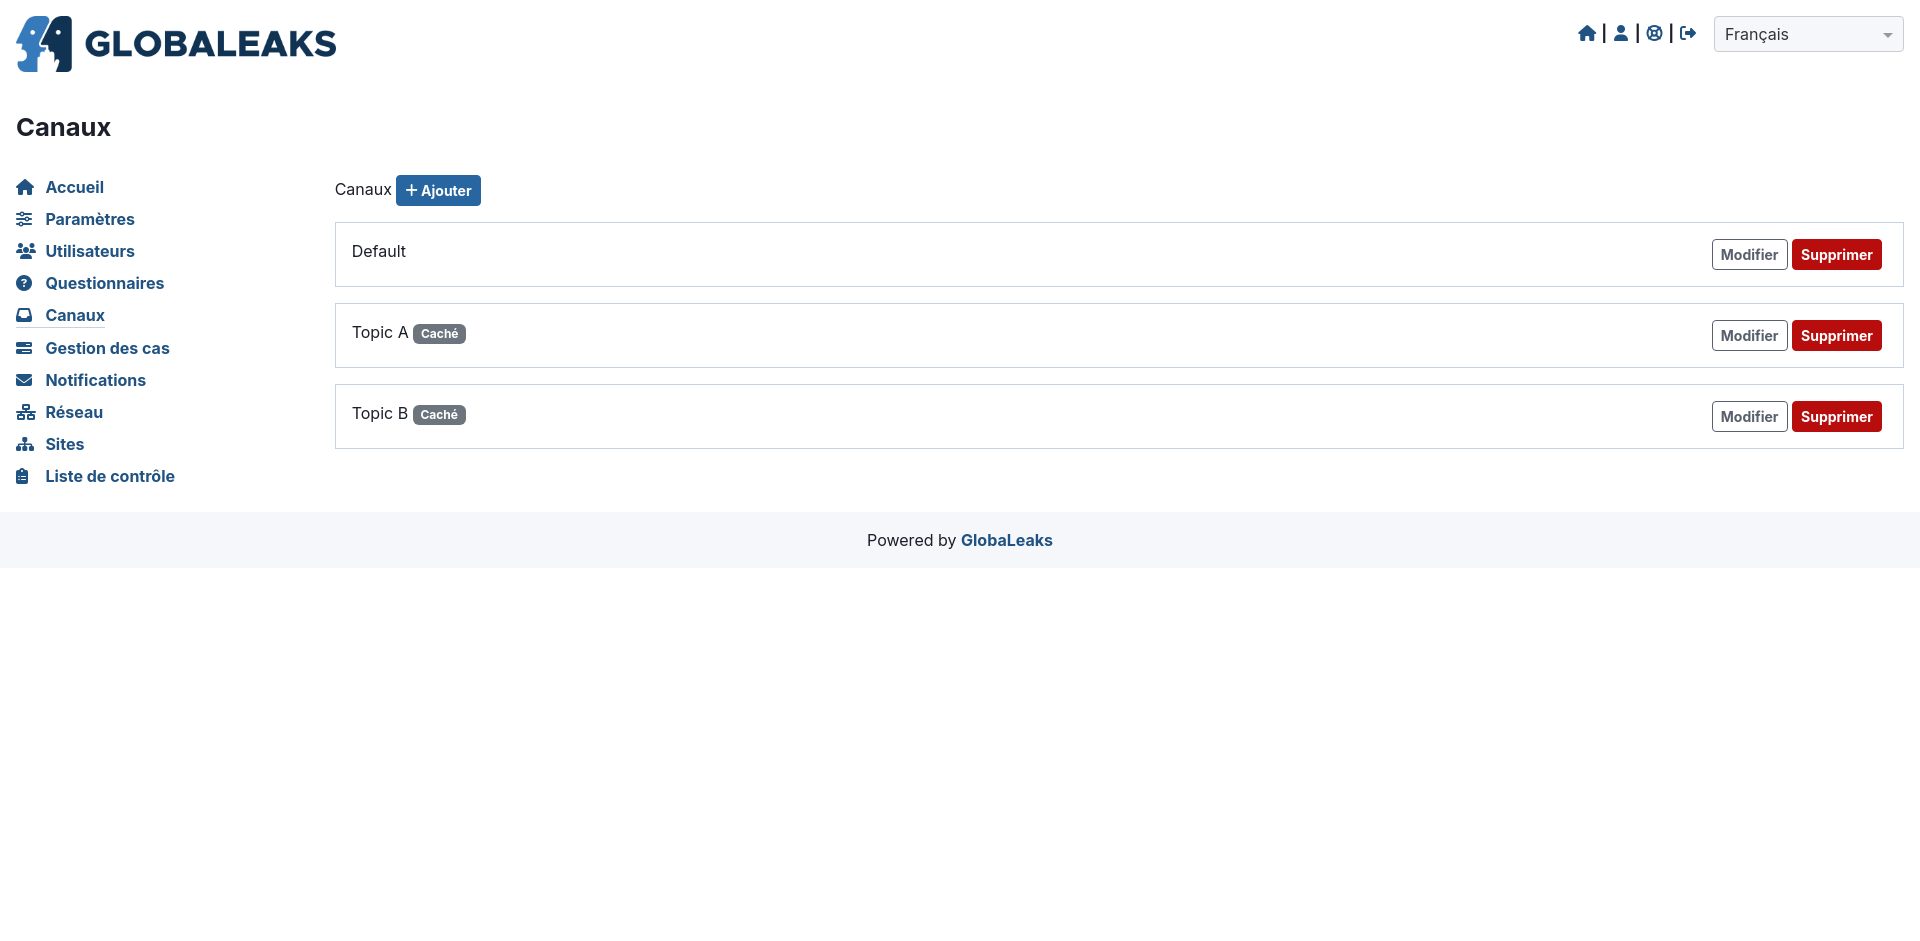 GLOBALEAKS
Français
Canaux
Accueil
Paramètres
Utilisateurs
Questionnaires
Canaux
Gestion des cas
Notifications
Réseau
Sites
Liste de contrôle
Canaux Ajouter
Default Modifier Supprimer
Topic A Caché Modifier Supprimer
Topic B Caché Modifier Supprimer
Powered by GlobaLeaks